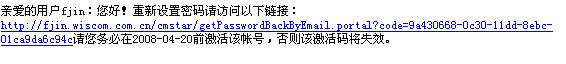 亲爱的用户fjin：您好！重新设置密码请访问以下链接：
http://fjin.wiscom.com.cn/cmstar/getPasswordBackByEmail.portal?code=9a430668-0c30-11dd-8ebc-
01ca9da6c94c请您务必在2008-04-20前激活该帐号，否则该激活码将失效。